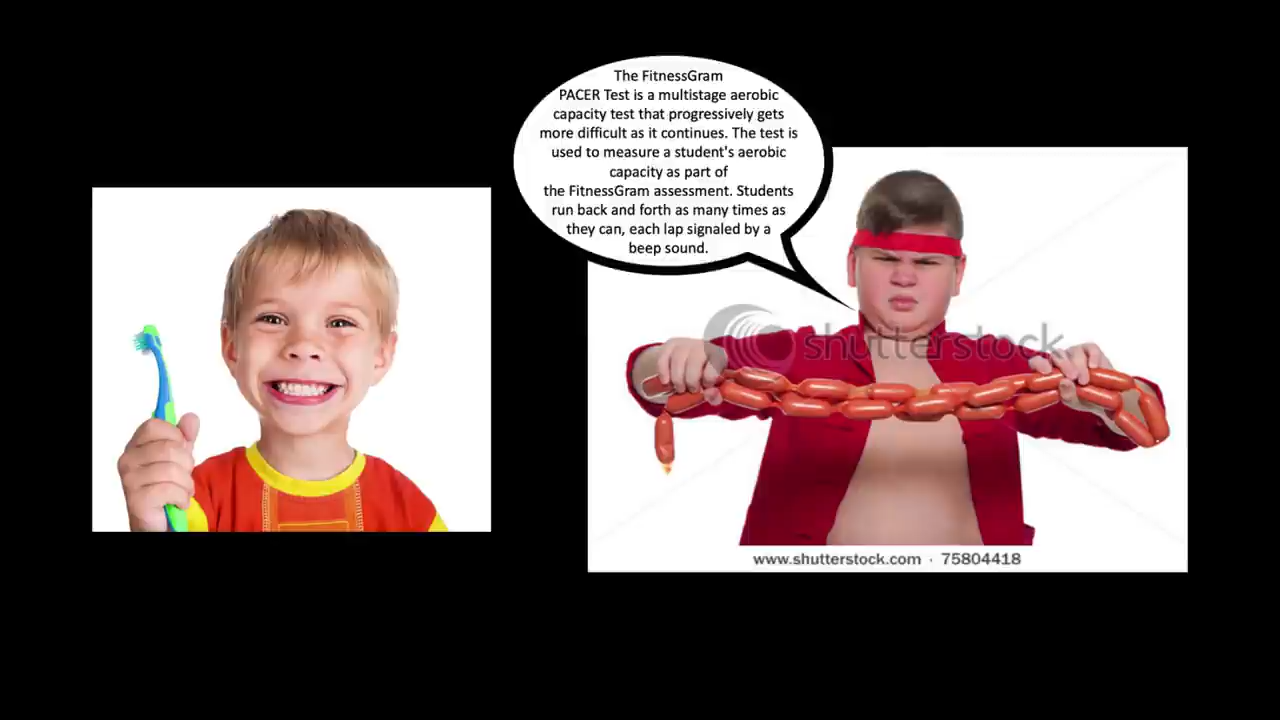 The FitnessGram
PACER Test is a multistage aerobic
capacity test that progressively gets
more difficult as it continues. The test is
used to measure a student's aerobic
capacity as part of
the FitnessGram assessment. Students
run back and forth as many times as
they can, each lap signaled by a
beep sound.
shutterstock
www.shutterstock.com · 75804418